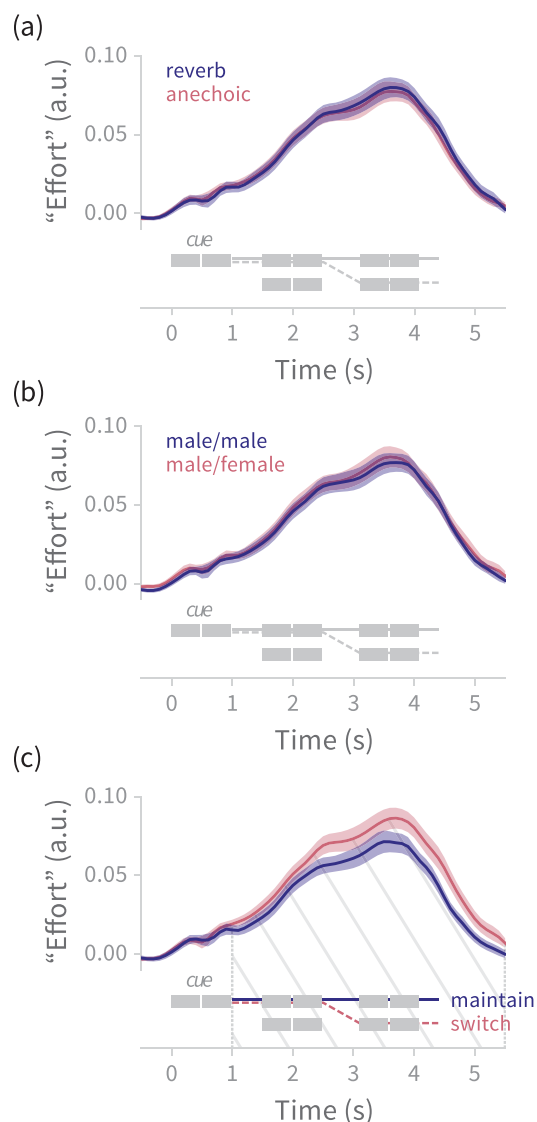 (a)
0.10
reverb
anechoic
0.05
0.00
“Effort” (a.u.)
cue
0 1 2 3 4 5
Time (s)
(b)
0.10
male/male
male/female
0.05
0.00
“Effort” (a.u.)
cue
0 1 2 3 4 5
Time (s)
(c)
0.10
0.05
0.00
“Effort” (a.u.)
cue
maintain
switch
0 1 2 3 4 5
Time (s)